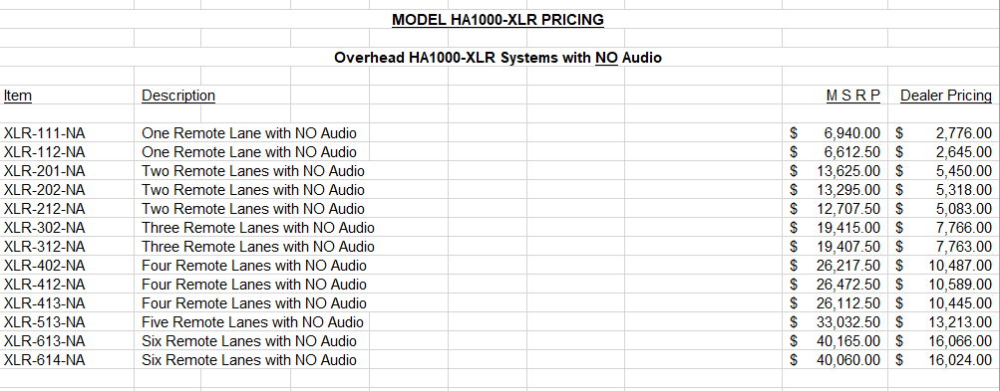 MODEL HA1000-XLR PRICING
Overhead HA1000-XLR Systems with NO Audio
Item Description M S R P Dealer Pricing
XLR-111-NA One Remote Lane with NO Audio $ 6,940.00 $ 2,776.00
XLR-112-NA One Remote Lane with NO Audio $ 6,612.50 $ 2,645.00
XLR-201-NA Two Remote Lanes with NO Audio $ 13,625.00 $ 5,450.00
XLR-202-NA Two Remote Lanes with NO Audio $ 13,295.00 $ 5,318.00
XLR-212-NA Two Remote Lanes with NO Audio $ 12,707.50 $ 5,083.00
XLR-302-NA Three Remote Lanes with NO Audio $ 19,415.00 $ 7,766.00
XLR-312-NA Three Remote Lanes with NO Audio $ 19,407.50 $ 7,763.00
XLR-402-NA Four Remote Lanes with NO Audio $ 26,217.50 $ 10,487.00
XLR-412-NA Four Remote Lanes with NO Audio $ 26,472.50 $ 10,589.00
XLR-413-NA Four Remote Lanes with NO Audio $ 26,112.50 $ 10,445.00
XLR-513-NA Five Remote Lanes with NO Audio $ 33,032.50 $ 13,213.00
XLR-613-NA Six Remote Lanes with NO Audio $ 40,165.00 $ 16,066.00
XLR-614-NA Six Remote Lanes with NO Audio $ 40,060.00 $ 16,024.00